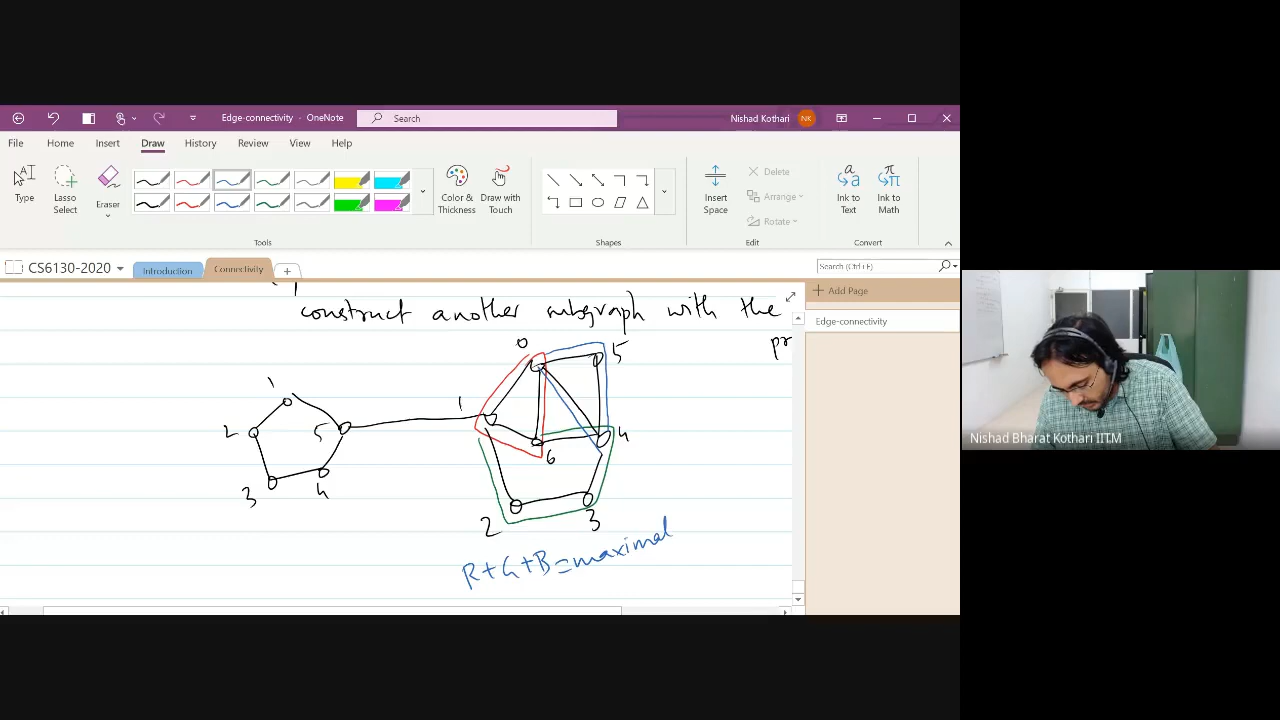 Edge-connectivity - OneNote
Search
Nishad Kothari NK
File Home Insert Draw History Review View Help
Type
Lasso Select
Eraser
Color & Thickness
Draw with Touch
Insert Space
Delete
Arrange
Rotate
Ink to Text
Ink to Math
Tools Shapes Edit Convert
CS6130-2020 Introduction Connectivity +
Search (Ctrl+E)
Add Page
Edge-connectivity
construct another subgraph with the
pr
0 5
1 1
2 5 4
6
3 4
2 3
R+G+B=maximal
Nishad Bharat Kothari IITM